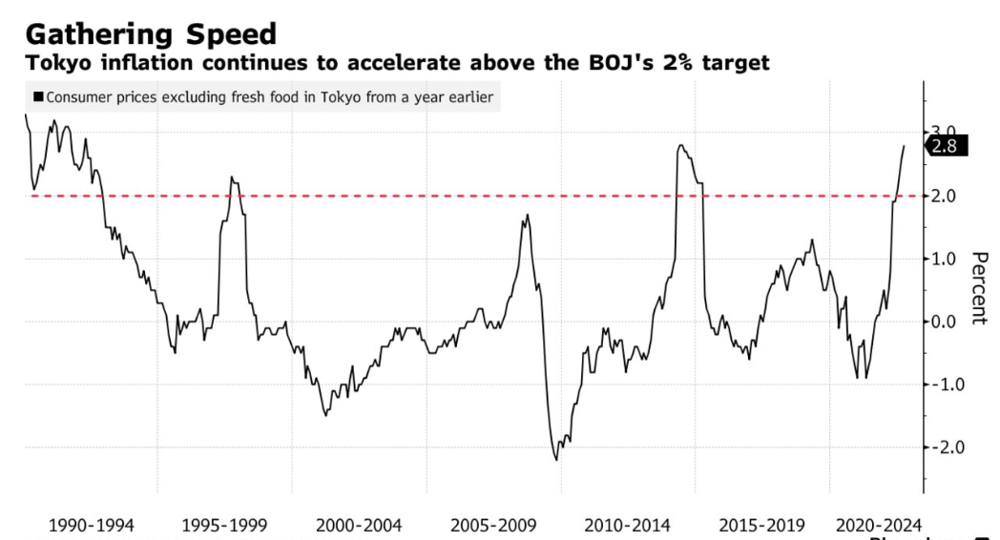 Gathering Speed
Tokyo inflation continues to accelerate above the BOJ's 2% target
Consumer prices excluding fresh food in Tokyo from a year earlier
3.0
2.8
2.0
1.0
0.0
-1.0
-2.0
Percent
1990-1994 1995-1999 2000-2004 2005-2009 2010-2014 2015-2019 2020-2024